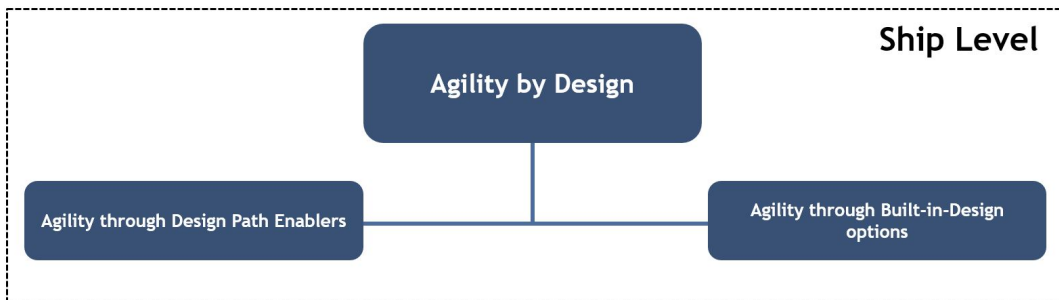 Ship Level
Agility by Design
Agility through Design Path Enablers
Agility through Built-in-Design
options